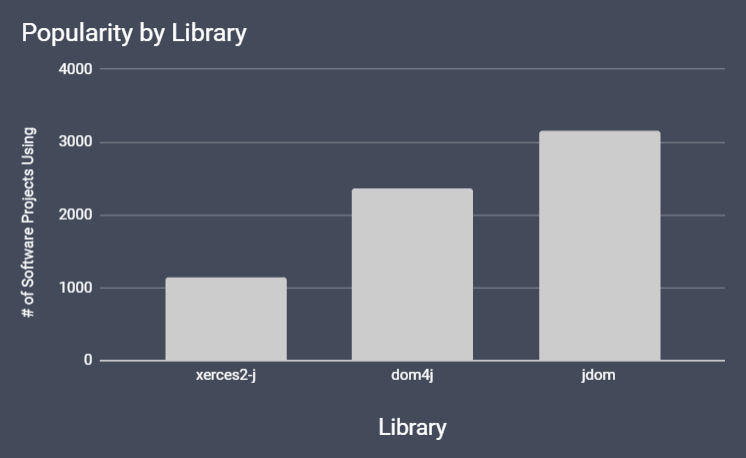 Popularity by Library
4000
3000
2000
1000
0
# of Software Projects Using
xerces2-j
dom4j
jdom
Library